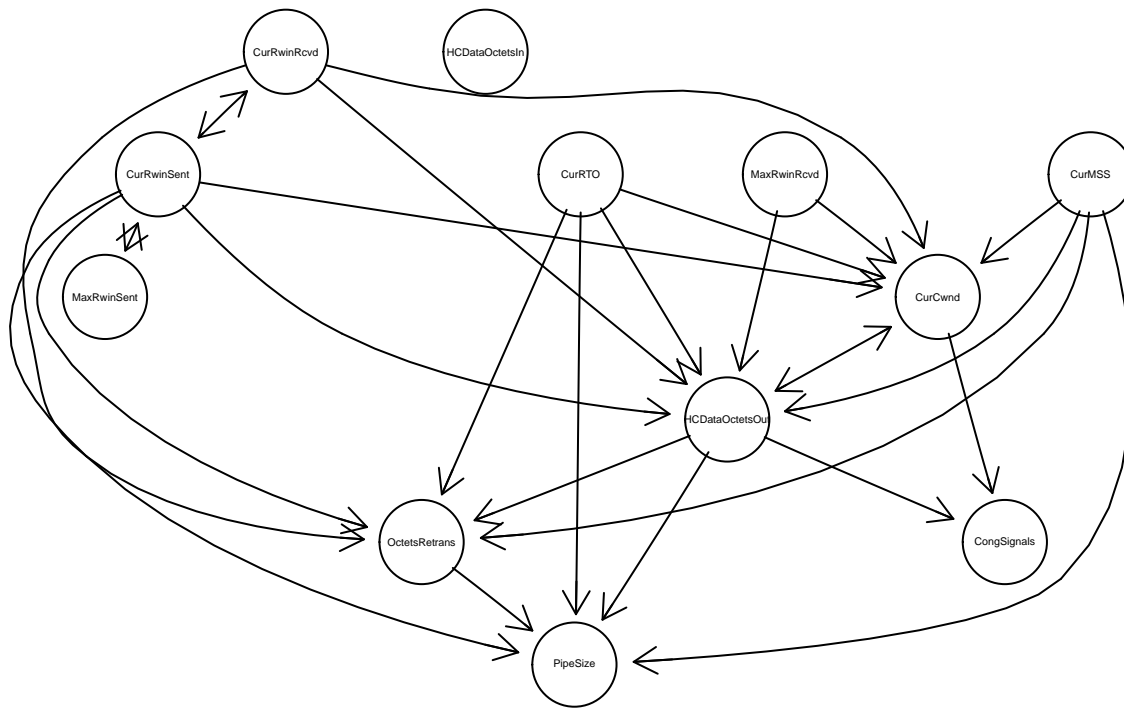 CurRwinRcvd
HCDataOctetsIn
CurRwinSent
CurRTO
MaxRwinRcvd
CurMSS
MaxRwinSent
CurCwnd
HCDataOctetsOut
OctetsRetrans
CongSignals
PipeSize